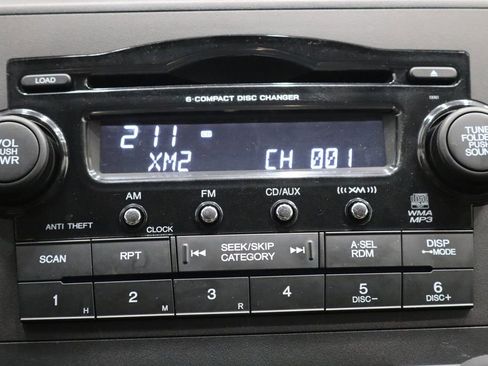 LOAD
6-COMPACT DISC CHANGER
VOL
PUSH
PWR
211
XM2 CH 001
TUNE
FOLDER
PUSH
SOUND
AM FM CD/AUX (((XM)))
ANTI THEFT CLOCK
WMA
MP3
SCAN RPT SEEK/SKIP
CATEGORY A·SEL
RDM DISP
MODE
1 H 2 M 3 R 4 5
DISC− 6
DISC+